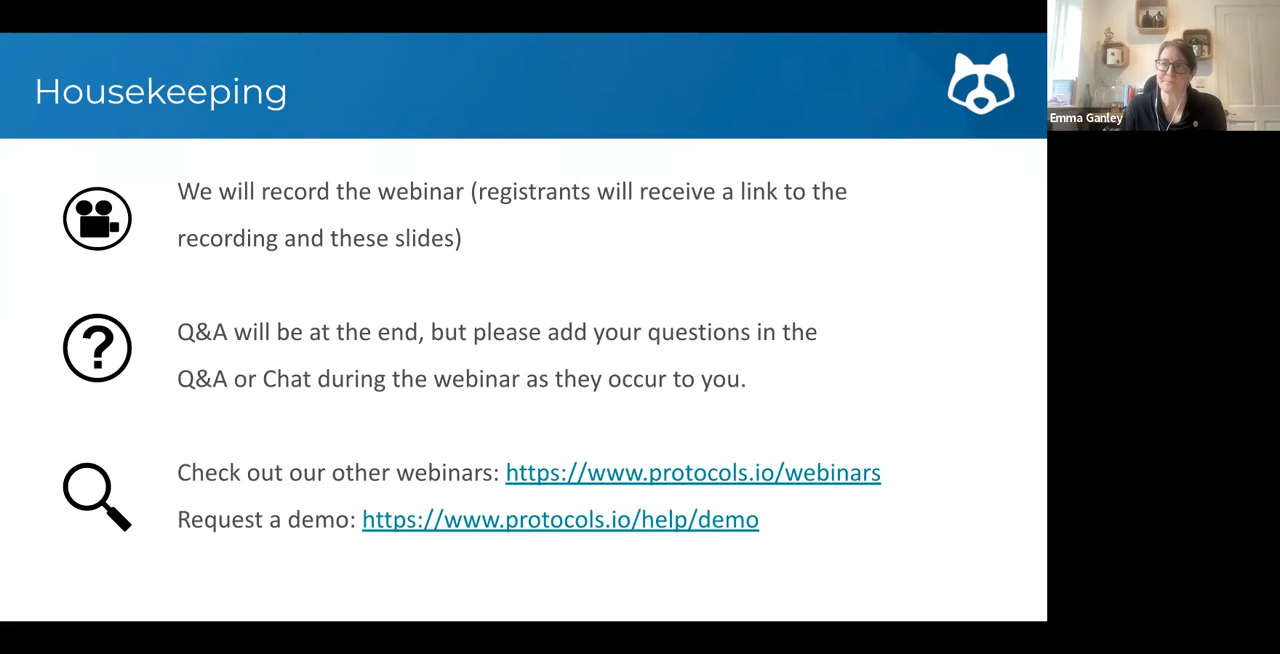 Housekeeping
Emma Ganley
We will record the webinar (registrants will receive a link to the
recording and these slides)
Q&A will be at the end, but please add your questions in the
Q&A or Chat during the webinar as they occur to you.
Check out our other webinars: https://www.protocols.io/webinars
Request a demo: https://www.protocols.io/help/demo